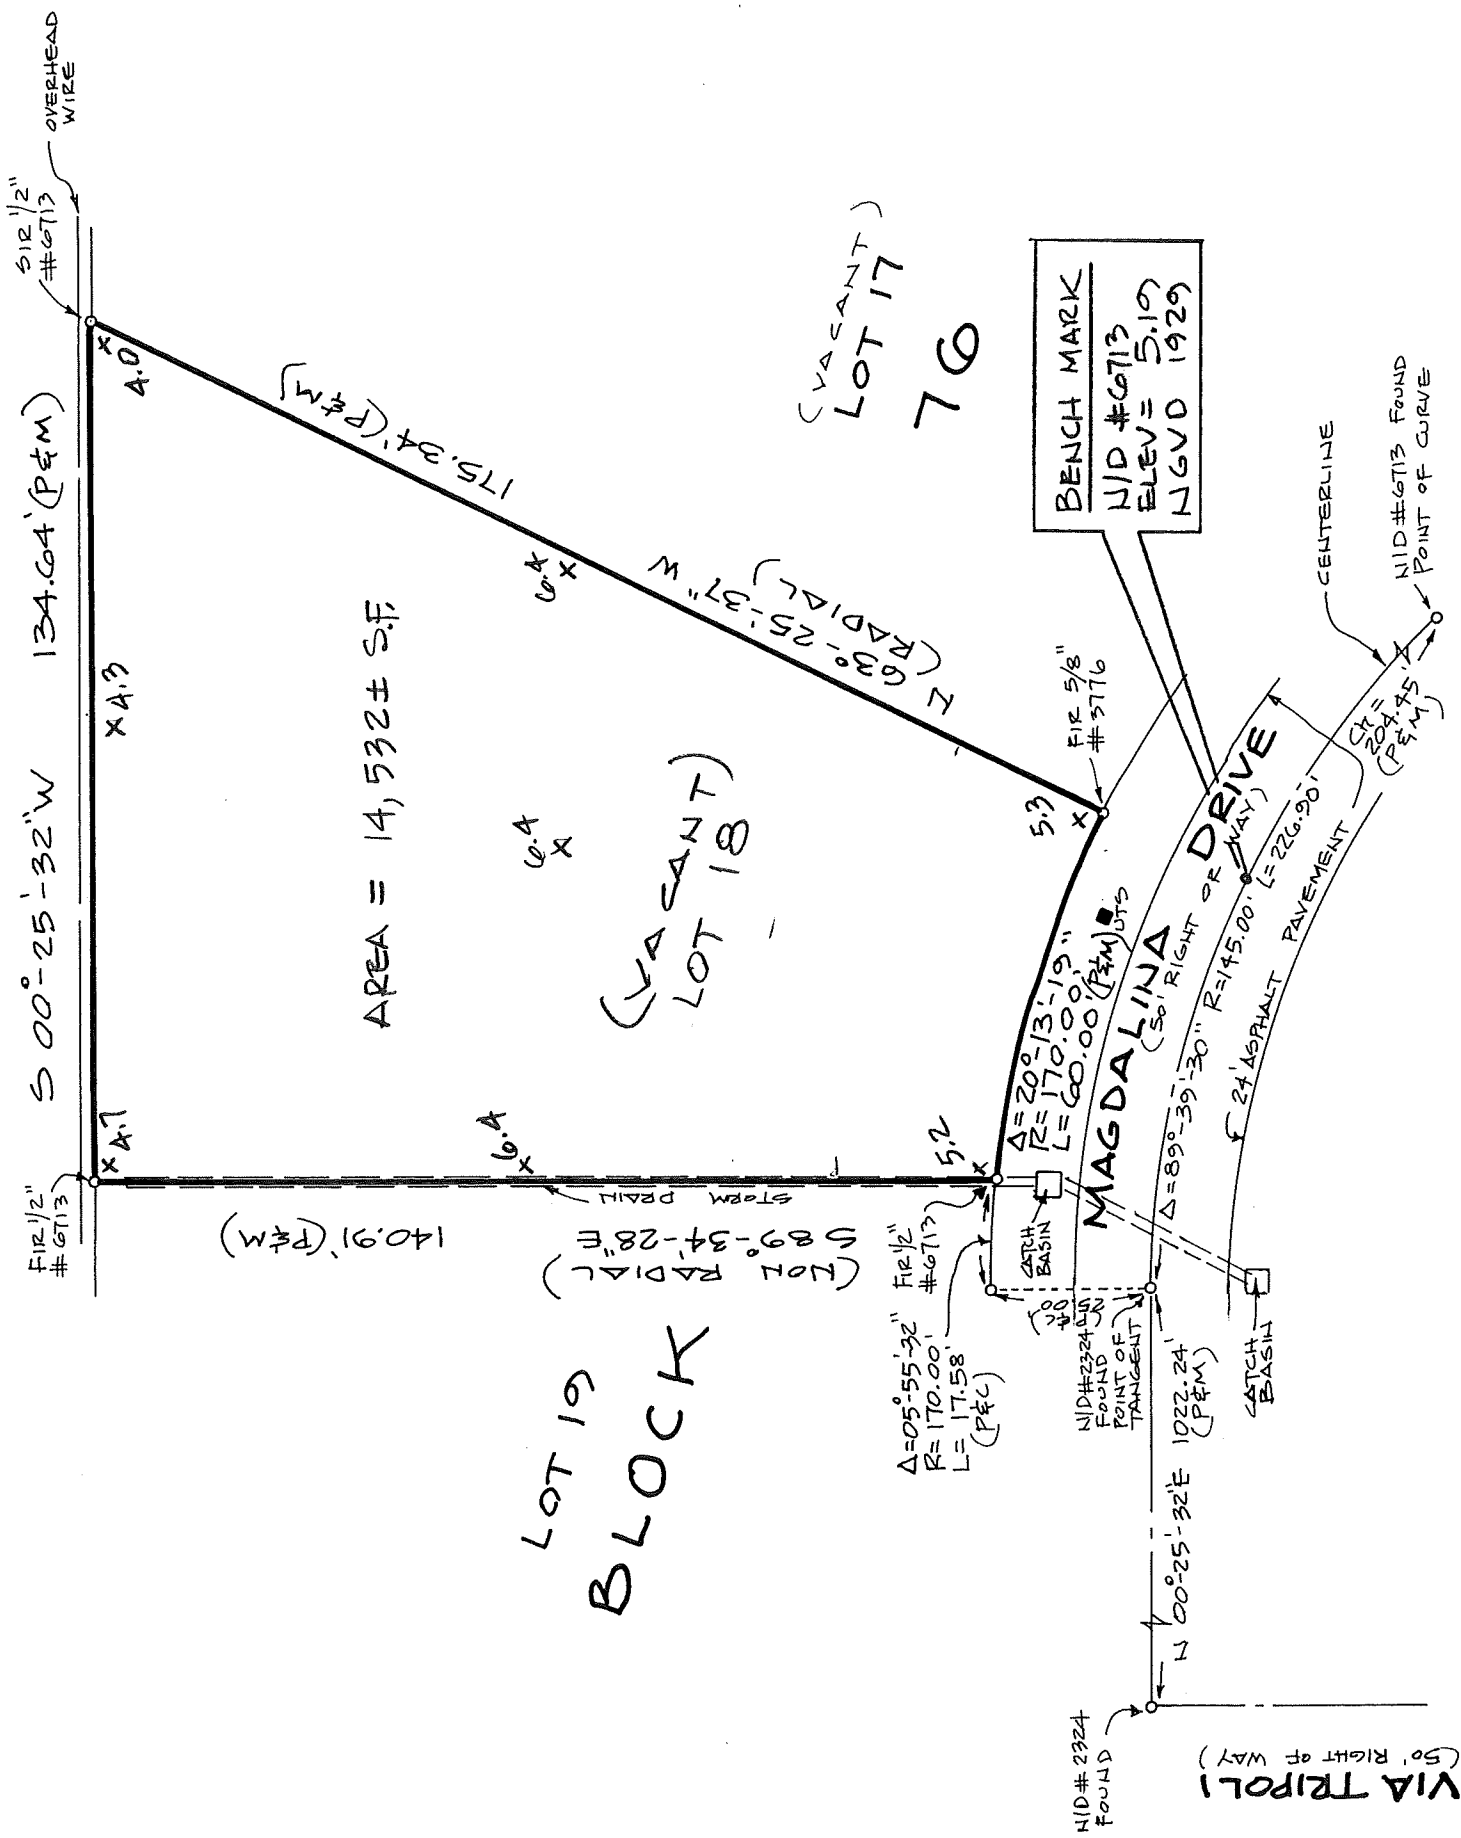 OVERHEAD
WIRE
SIR 1/2"
#6713
S 00°-25'-32"W 134.64'(P&M)
FIR 1/2"
#6713
4.7
4.3
4.0
AREA = 14,532± S.F.
6.4
6.4
6.4
175.34'(P&M)
N 63°-25'-37" W
(RADIAL)
(VACANT)
LOT 18
(VACANT)
LOT 17
76
140.91'(P&M)
S 89°-34'-28"E
(NON RADIAL)
STORM DRAIN
LOT 19
BLOCK
5.2
5.3
FIR 5/8"
#3776
FIR 1/2"
#6713
BENCH MARK
N/D #6713
ELEV= 5.19
NGVD 1929
Δ=20°-13'-19"
R=170.00'
L=60.00'(P&M)
UTS
Δ=05°-55'-32"
R=170.00'
L=17.58'
(P&C)
CATCH
BASIN
25.00'
(C)
MAGDALINA DRIVE
(50' RIGHT OF WAY)
Δ=89°-39'-30" R=145.00' L=226.90'
CH=
204.45'
(P&M)
24' ASPHALT PAVEMENT
CENTERLINE
N/D#6713 FOUND
POINT OF CURVE
N/D#2324
FOUND
POINT OF
TANGENT
CATCH
BASIN
N 00°-25'-32"E 1022.24'
(P&M)
N/D#2324
FOUND
VIA TRIPOLI
(50' RIGHT OF WAY)